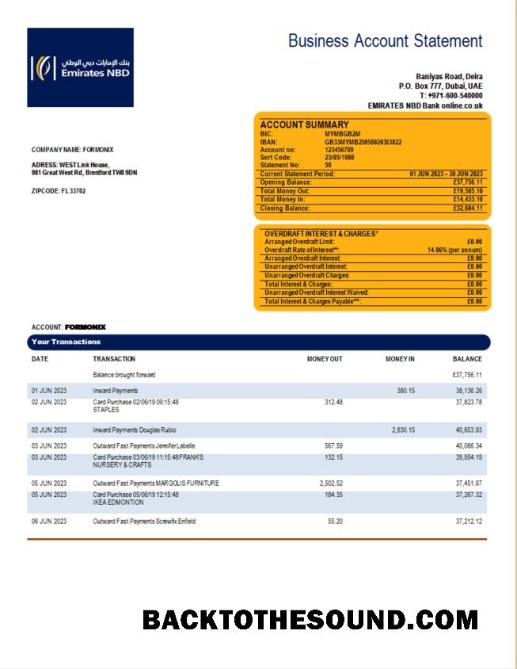 بنك الإمارات دبي الوطني
Emirates NBD
Business Account Statement
Baniyas Road, Deira
P.O. Box 777, Dubai, UAE
T: +971-600-540000
EMIRATES NBD Bank online.co.uk
COMPANY NAME: FORMONIX
ADRESS: WEST Link House,
981 Great West Rd, Brentford TW8 9DN
ZIPCODE: FL 33702
ACCOUNT SUMMARY
BIC: MYMBGB2M
IBAN:
Account no: 123456789
Sort Code: 23/05/1980
Statement No: 50
Current Statement Period: 01 JUN 2023 – 30 JUN 2023
Opening Balance: £37,756.11
Total Money Out: £19,585.10
Total Money In: £14,433.10
Closing Balance: £32,604.11
OVERDRAFT INTEREST & CHARGES*
Arranged Overdraft Limit: £0.00
Overdraft Rate of Interest**: 14.06% (per annum)
Arranged Overdraft Interest: £0.00
Unarranged Overdraft Interest: £0.00
Unarranged Overdraft Charges: £0.00
Total Interest & Charges: £0.00
Unarranged Overdraft Interest Waived: £0.00
Total Interest & Charges Payable***: £0.00
ACCOUNT: FORMONIX
Your Transactions
DATE TRANSACTION MONEY OUT MONEY IN BALANCE
Balance brought forward £37,756.11
01 JUN 2023 Inward Payments 380.15 38,136.26
02 JUN 2023 Card Purchase 02/06/19 09:15:48 312.48 37,823.78
STAPLES
02 JUN 2023 Inward Payments Douglas Rubio 2,830.15 40,653.93
03 JUN 2023 Outward Fast Payments Jennifer Labelle 567.59 40,086.34
03 JUN 2023 Card Purchase 03/06/19 11:15:48 FRANKS 132.15 39,954.19
NURSERY & CRAFTS
05 JUN 2023 Outward Fast Payments MARGOLIS FURNITURE 2,502.52 37,451.67
05 JUN 2023 Card Purchase 05/06/19 12:15:48 184.35 37,267.32
IKEA EDMONTION
06 JUN 2023 Outward Fast Payments Screwfix Enfield 55.20 37,212.12
BACKTOTHESOUND.COM